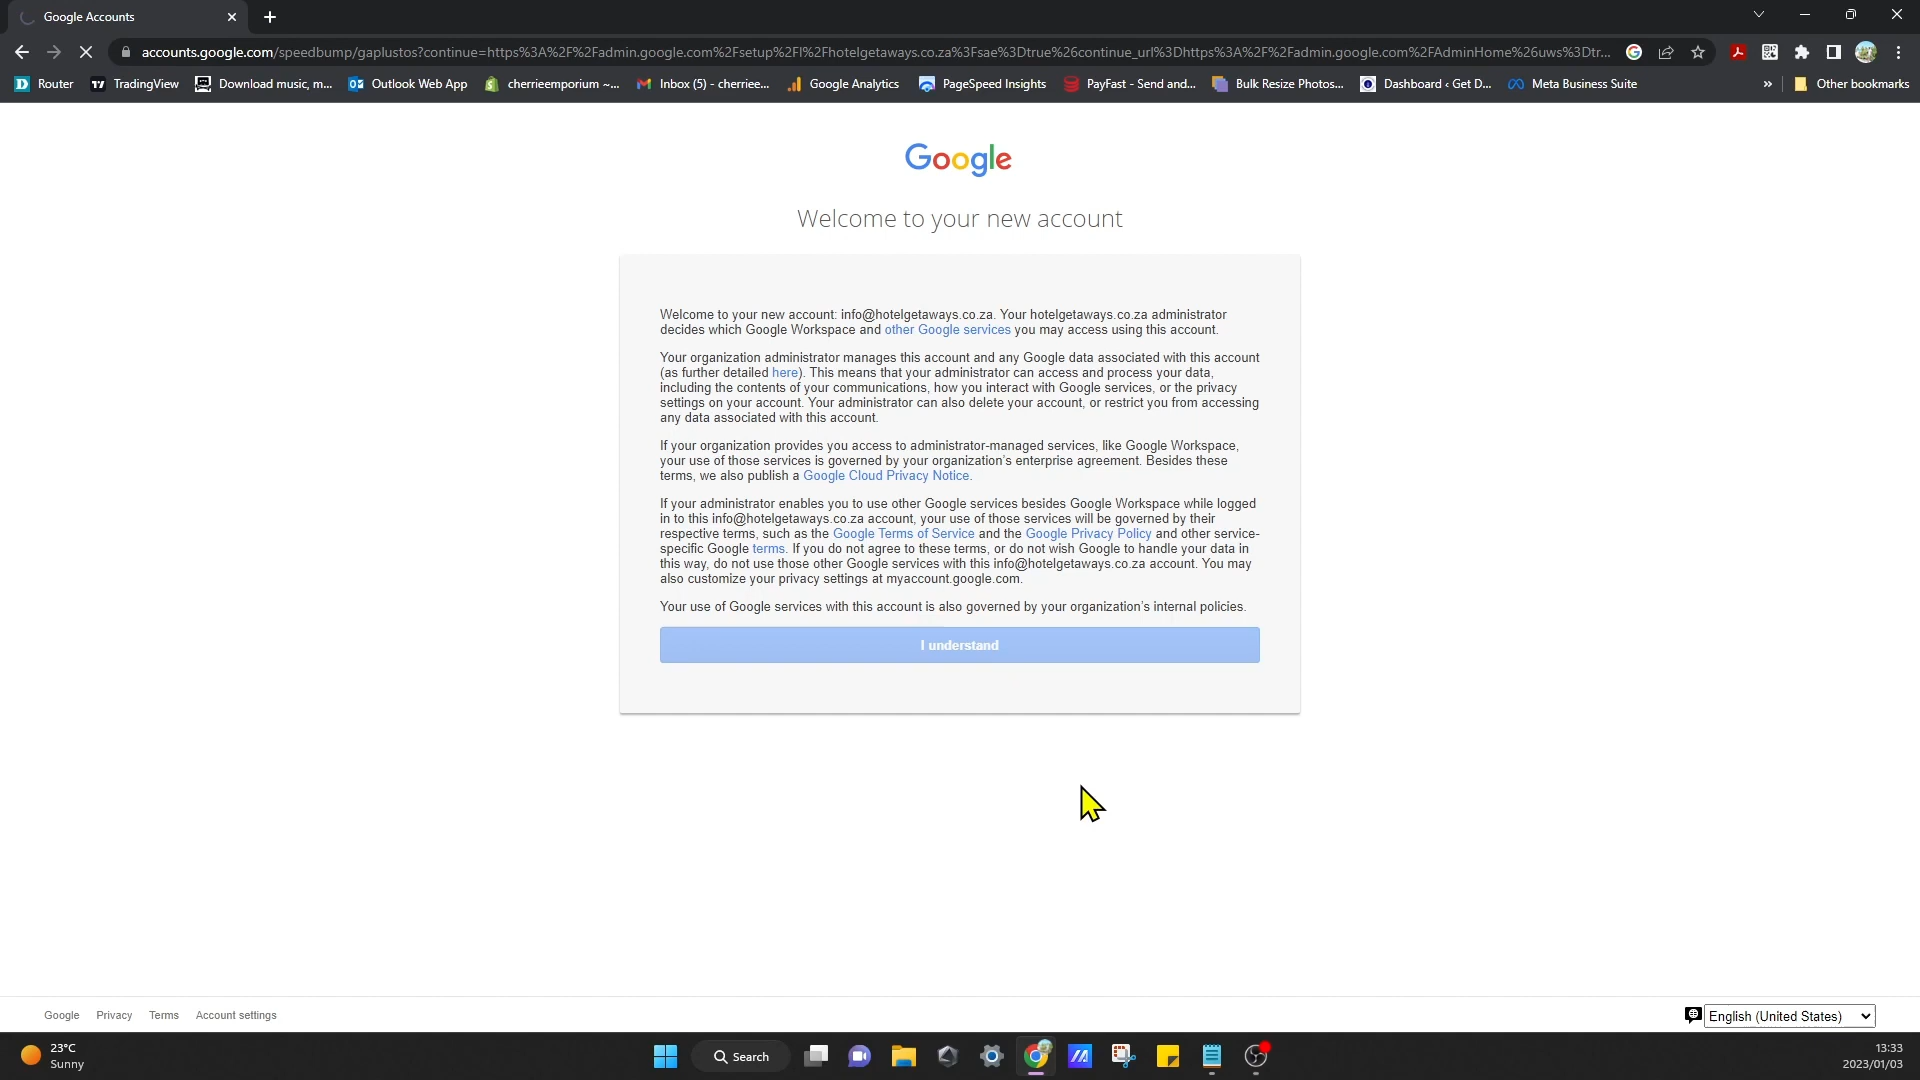 Google Accounts
accounts.google.com/speedbump/gaplustos?continue=https%3A%2F%2Fadmin.google.com%2Fsetup%2Fl%2Fhotelgetaways.co.za%3Fsae%3Dtrue%26continue_url%3Dhttps%3A%2F%2Fadmin.google.com%2FAdminHome%26uws%3Dtr...
Router TradingView Download music, m... Outlook Web App cherrieemporium ~... Inbox (5) - cherriee... Google Analytics PageSpeed Insights PayFast - Send and... Bulk Resize Photos... Dashboard ‹ Get D... Meta Business Suite » Other bookmarks
Google
Welcome to your new account
Welcome to your new account: info@hotelgetaways.co.za. Your hotelgetaways.co.za administrator
decides which Google Workspace and other Google services you may access using this account.
Your organization administrator manages this account and any Google data associated with this account
(as further detailed here). This means that your administrator can access and process your data,
including the contents of your communications, how you interact with Google services, or the privacy
settings on your account. Your administrator can also delete your account, or restrict you from accessing
any data associated with this account.
If your organization provides you access to administrator-managed services, like Google Workspace,
your use of those services is governed by your organization's enterprise agreement. Besides these
terms, we also publish a Google Cloud Privacy Notice.
If your administrator enables you to use other Google services besides Google Workspace while logged
in to this info@hotelgetaways.co.za account, your use of those services will be governed by their
respective terms, such as the Google Terms of Service and the Google Privacy Policy and other service-
specific Google terms. If you do not agree to these terms, or do not wish Google to handle your data in
this way, do not use those other Google services with this info@hotelgetaways.co.za account. You may
also customize your privacy settings at myaccount.google.com.
Your use of Google services with this account is also governed by your organization's internal policies.
I understand
Google Privacy Terms Account settings
English (United States)
23°C
Sunny
Search
13:33
2023/01/03